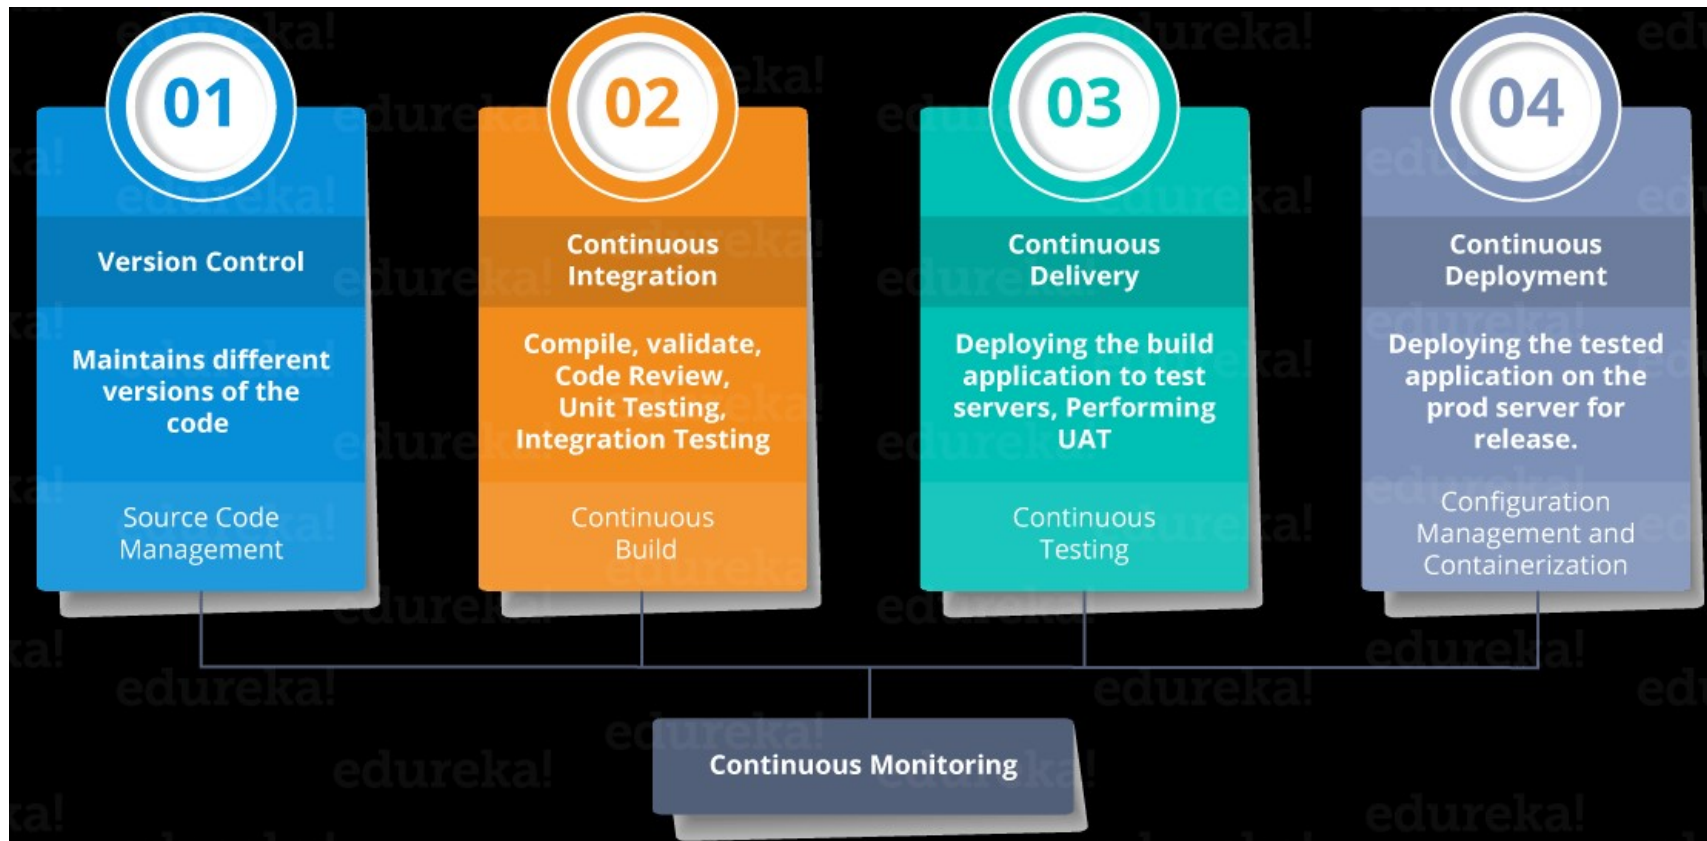 01
Version Control
Maintains different
versions of the
code
Source Code
Management
02
Continuous
Integration
Compile, validate,
Code Review,
Unit Testing,
Integration Testing
Continuous
Build
03
Continuous
Delivery
Deploying the build
application to test
servers, Performing
UAT
Continuous
Testing
04
Continuous
Deployment
Deploying the tested
application on the
prod server for
release.
Configuration
Management and
Containerization
Continuous Monitoring
edureka!